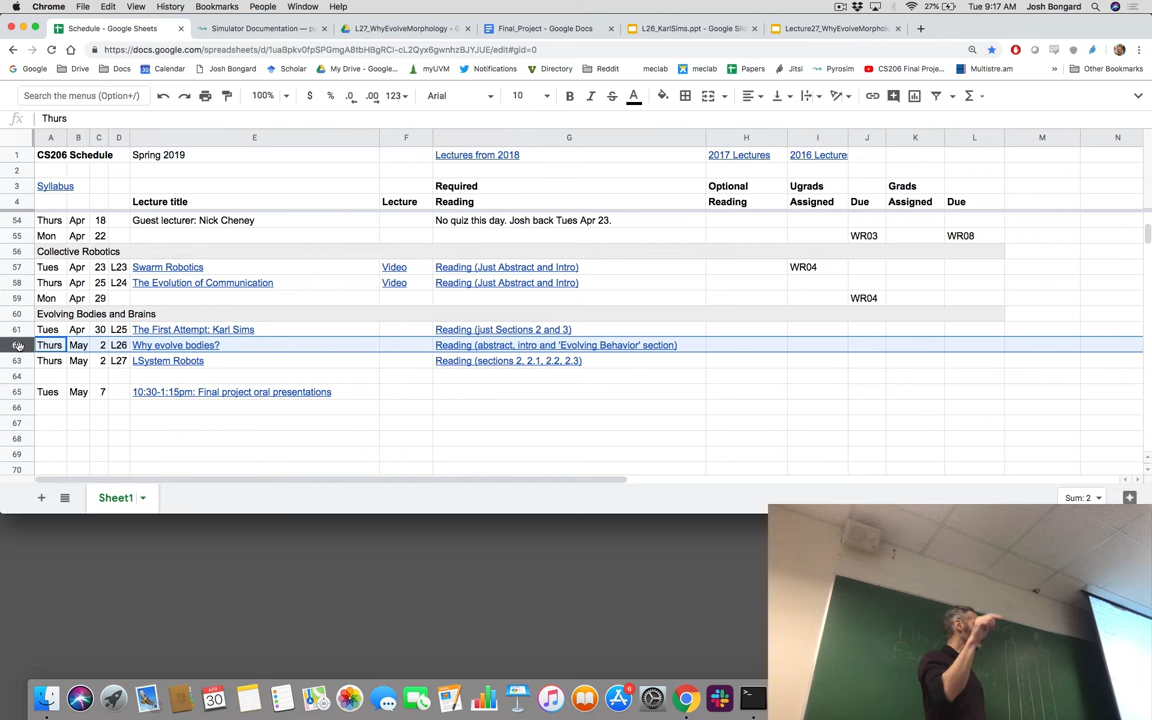 Chrome File Edit View History Bookmarks People Window Help 27% Tue 9:17 AM Josh Bongard
Schedule - Google Sheets Simulator Documentation — py L27_WhyEvolveMorphology - G Final_Project - Google Docs L26_KarlSims.ppt - Google Sli Lecture27_WhyEvolveMorpho
https://docs.google.com/spreadsheets/d/1uaBpkv0fpSPGmgA8tbHBgRCi-cL2Qyx6gwnhzBJYJUE/edit#gid=0
Google Drive Docs Calendar Josh Bongard Scholar My Drive - Google... myUVM Notifications Directory Reddit meclab meclab Papers Jitsi Pyrosim CS206 Final Proje... Multistre.am Other Bookmarks
Search the menus (Option+/) 100% $ % .0 .00 123 Arial 10 B I S A
fx Thurs
A B C D E F G H I J K L M N
1 CS206 Schedule Spring 2019 Lectures from 2018 2017 Lectures 2016 Lecture
2
3 Syllabus Required Optional Ugrads Grads
4 Lecture title Lecture Reading Reading Assigned Due Assigned Due
54 Thurs Apr 18 Guest lecturer: Nick Cheney No quiz this day. Josh back Tues Apr 23.
55 Mon Apr 22 WR03 WR08
56 Collective Robotics
57 Tues Apr 23 L23 Swarm Robotics Video Reading (Just Abstract and Intro) WR04
58 Thurs Apr 25 L24 The Evolution of Communication Video Reading (Just Abstract and Intro)
59 Mon Apr 29 WR04
60 Evolving Bodies and Brains
61 Tues Apr 30 L25 The First Attempt: Karl Sims Reading (just Sections 2 and 3)
Thurs May 2 L26 Why evolve bodies? Reading (abstract, intro and 'Evolving Behavior' section)
63 Thurs May 2 L27 LSystem Robots Reading (sections 2, 2.1, 2.2, 2.3)
64
65 Tues May 7 10:30-1:15pm: Final project oral presentations
66
67
68
69
70
Sheet1 Sum: 2
APR 30 6